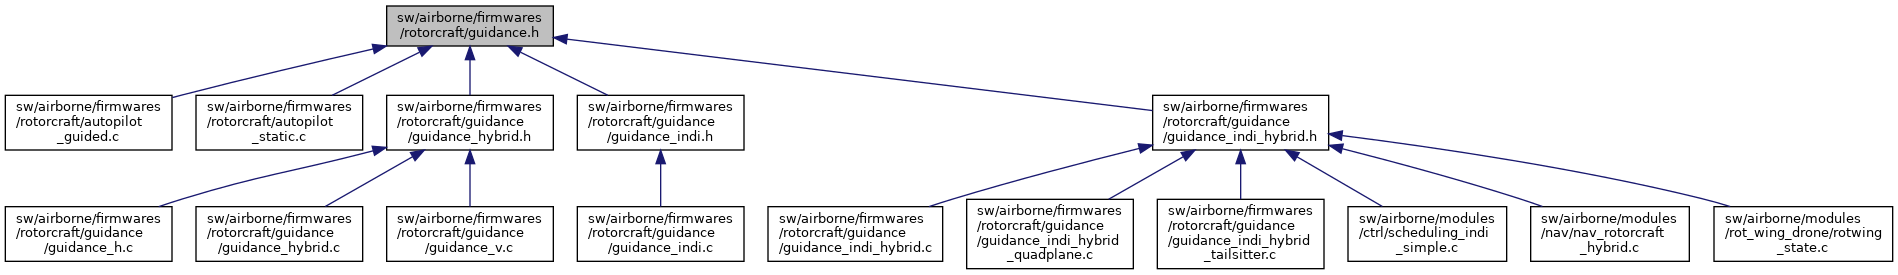 sw/airborne/firmwares
/rotorcraft/guidance.h
sw/airborne/firmwares
/rotorcraft/autopilot
_guided.c
sw/airborne/firmwares
/rotorcraft/autopilot
_static.c
sw/airborne/firmwares
/rotorcraft/guidance
/guidance_hybrid.h
sw/airborne/firmwares
/rotorcraft/guidance
/guidance_indi.h
sw/airborne/firmwares
/rotorcraft/guidance
/guidance_indi_hybrid.h
sw/airborne/firmwares
/rotorcraft/guidance
/guidance_h.c
sw/airborne/firmwares
/rotorcraft/guidance
/guidance_hybrid.c
sw/airborne/firmwares
/rotorcraft/guidance
/guidance_v.c
sw/airborne/firmwares
/rotorcraft/guidance
/guidance_indi.c
sw/airborne/firmwares
/rotorcraft/guidance
/guidance_indi_hybrid.c
sw/airborne/firmwares
/rotorcraft/guidance
/guidance_indi_hybrid
_quadplane.c
sw/airborne/firmwares
/rotorcraft/guidance
/guidance_indi_hybrid
_tailsitter.c
sw/airborne/modules
/ctrl/scheduling_indi
_simple.c
sw/airborne/modules
/nav/nav_rotorcraft
_hybrid.c
sw/airborne/modules
/rot_wing_drone/rotwing
_state.c